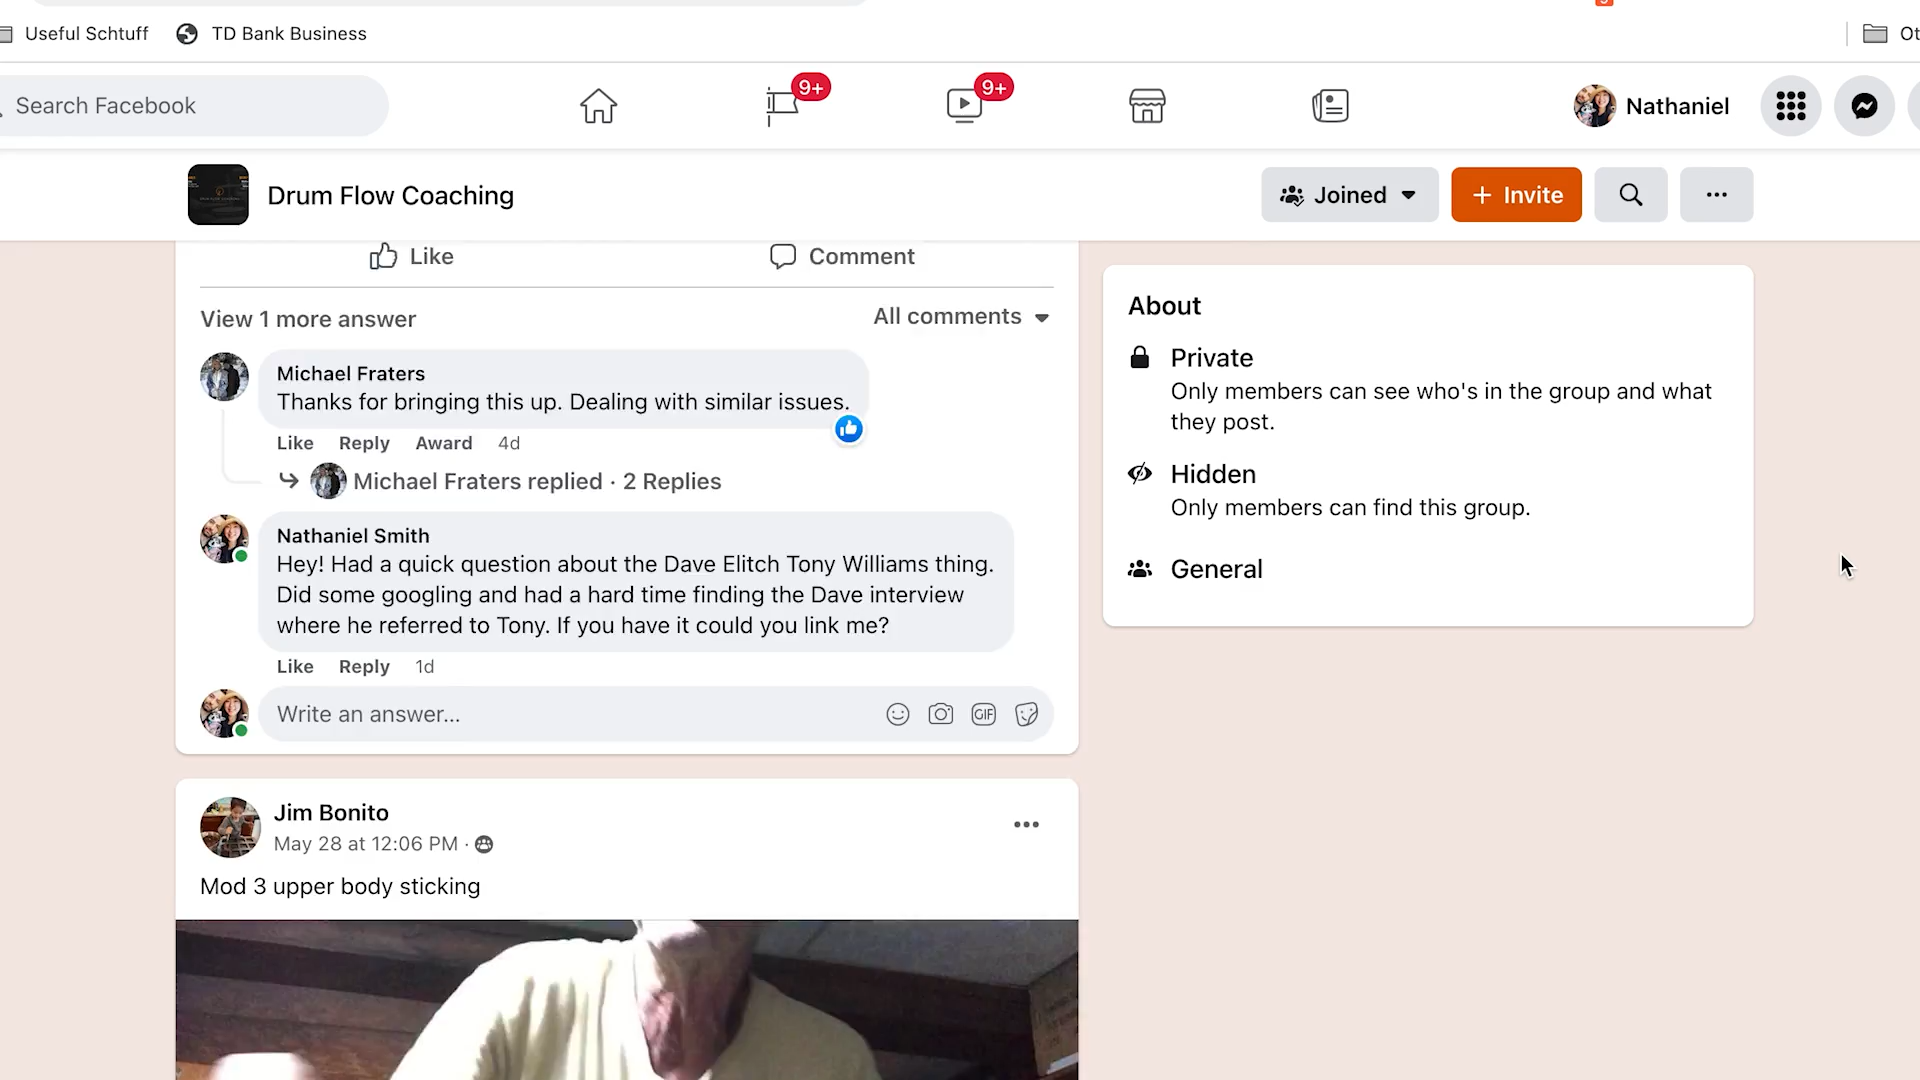 Useful Schtuff
TD Bank Business
Ot
Search Facebook
9+
9+
Nathaniel
Drum Flow Coaching
Joined
+ Invite
Like
Comment
View 1 more answer
All comments
Michael Fraters
Thanks for bringing this up. Dealing with similar issues.
Like Reply Award 4d
Michael Fraters replied · 2 Replies
Nathaniel Smith
Hey! Had a quick question about the Dave Elitch Tony Williams thing.
Did some googling and had a hard time finding the Dave interview
where he referred to Tony. If you have it could you link me?
Like Reply 1d
Write an answer...
GIF
Jim Bonito
May 28 at 12:06 PM ·
Mod 3 upper body sticking
About
Private
Only members can see who's in the group and what
they post.
Hidden
Only members can find this group.
General